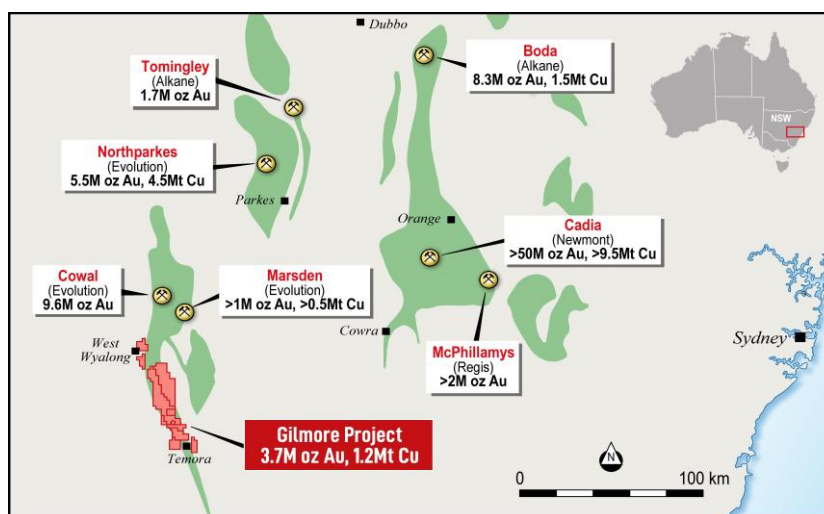 Dubbo
Tomingley
(Alkane)
1.7M oz Au
Boda
(Alkane)
8.3M oz Au, 1.5Mt Cu
NSW
Northparkes
(Evolution)
5.5M oz Au, 4.5Mt Cu
Parkes
Orange
Cadia
(Newmont)
>50M oz Au, >9.5Mt Cu
Cowal
(Evolution)
9.6M oz Au
Marsden
(Evolution)
>1M oz Au, >0.5Mt Cu
Cowra
McPhillamys
(Regis)
>2M oz Au
Sydney
West
Wyalong
Gilmore Project
3.7M oz Au, 1.2Mt Cu
Temora
N
0
100 km